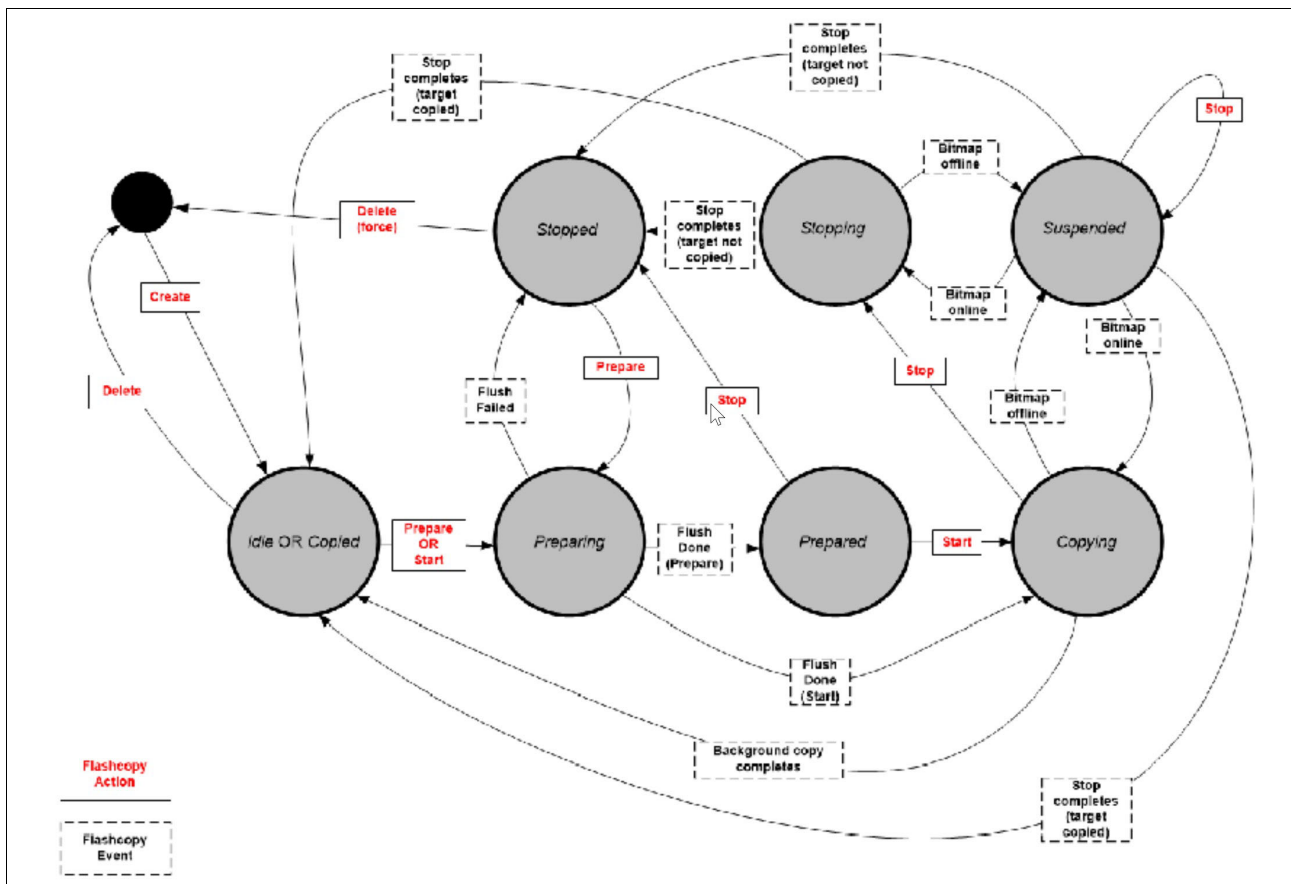 Stop
completes
(target not
copied)
Stop
completes
(target
copied)
Stop
Bitmap
offline
Delete
(force)
Stopped
Stop
completes
(target not
copied)
Stopping
Suspended
Create
Bitmap
online
Bitmap
online
Delete
Flush
Failed
Prepare
Stop
Stop
Bitmap
offline
Idle OR Copied
Prepare
OR
Start
Preparing
Flush
Done
(Prepare)
Prepared
Start
Copying
Flush
Done
(Start)
Background copy
completes
Flashcopy
Action
Stop
completes
(target
copied)
Flashcopy
Event